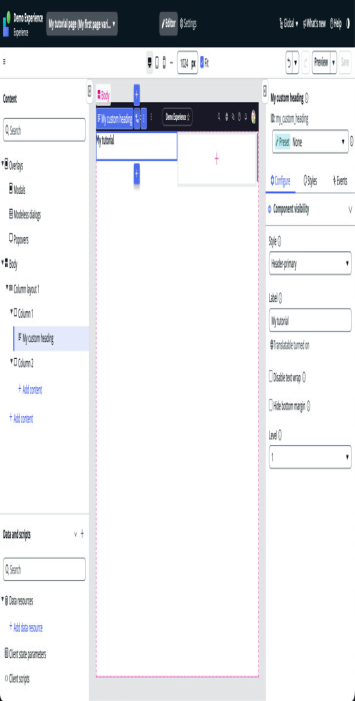 Demo Experience
Experience
My tutorial page (My first page vari...
Editor
Settings
Global
What's new
Help
1024 px
Fit
Preview
Save
Content
Search
Overlays
Modals
Modeless dialogs
Popovers
Body
Column layout 1
Column 1
My custom heading
Column 2
+ Add content
+ Add content
Data and scripts
Search
Data resources
+ Add data resource
Client state parameters
Client scripts
Body
My custom heading
Demo Experience
My tutorial
My custom heading
ID: my_custom_heading
Preset None
Configure
Styles
Events
Component visibility
Style
Header-primary
Label
My tutorial
Translatable turned on
Disable text wrap
Hide bottom margin
Level
1